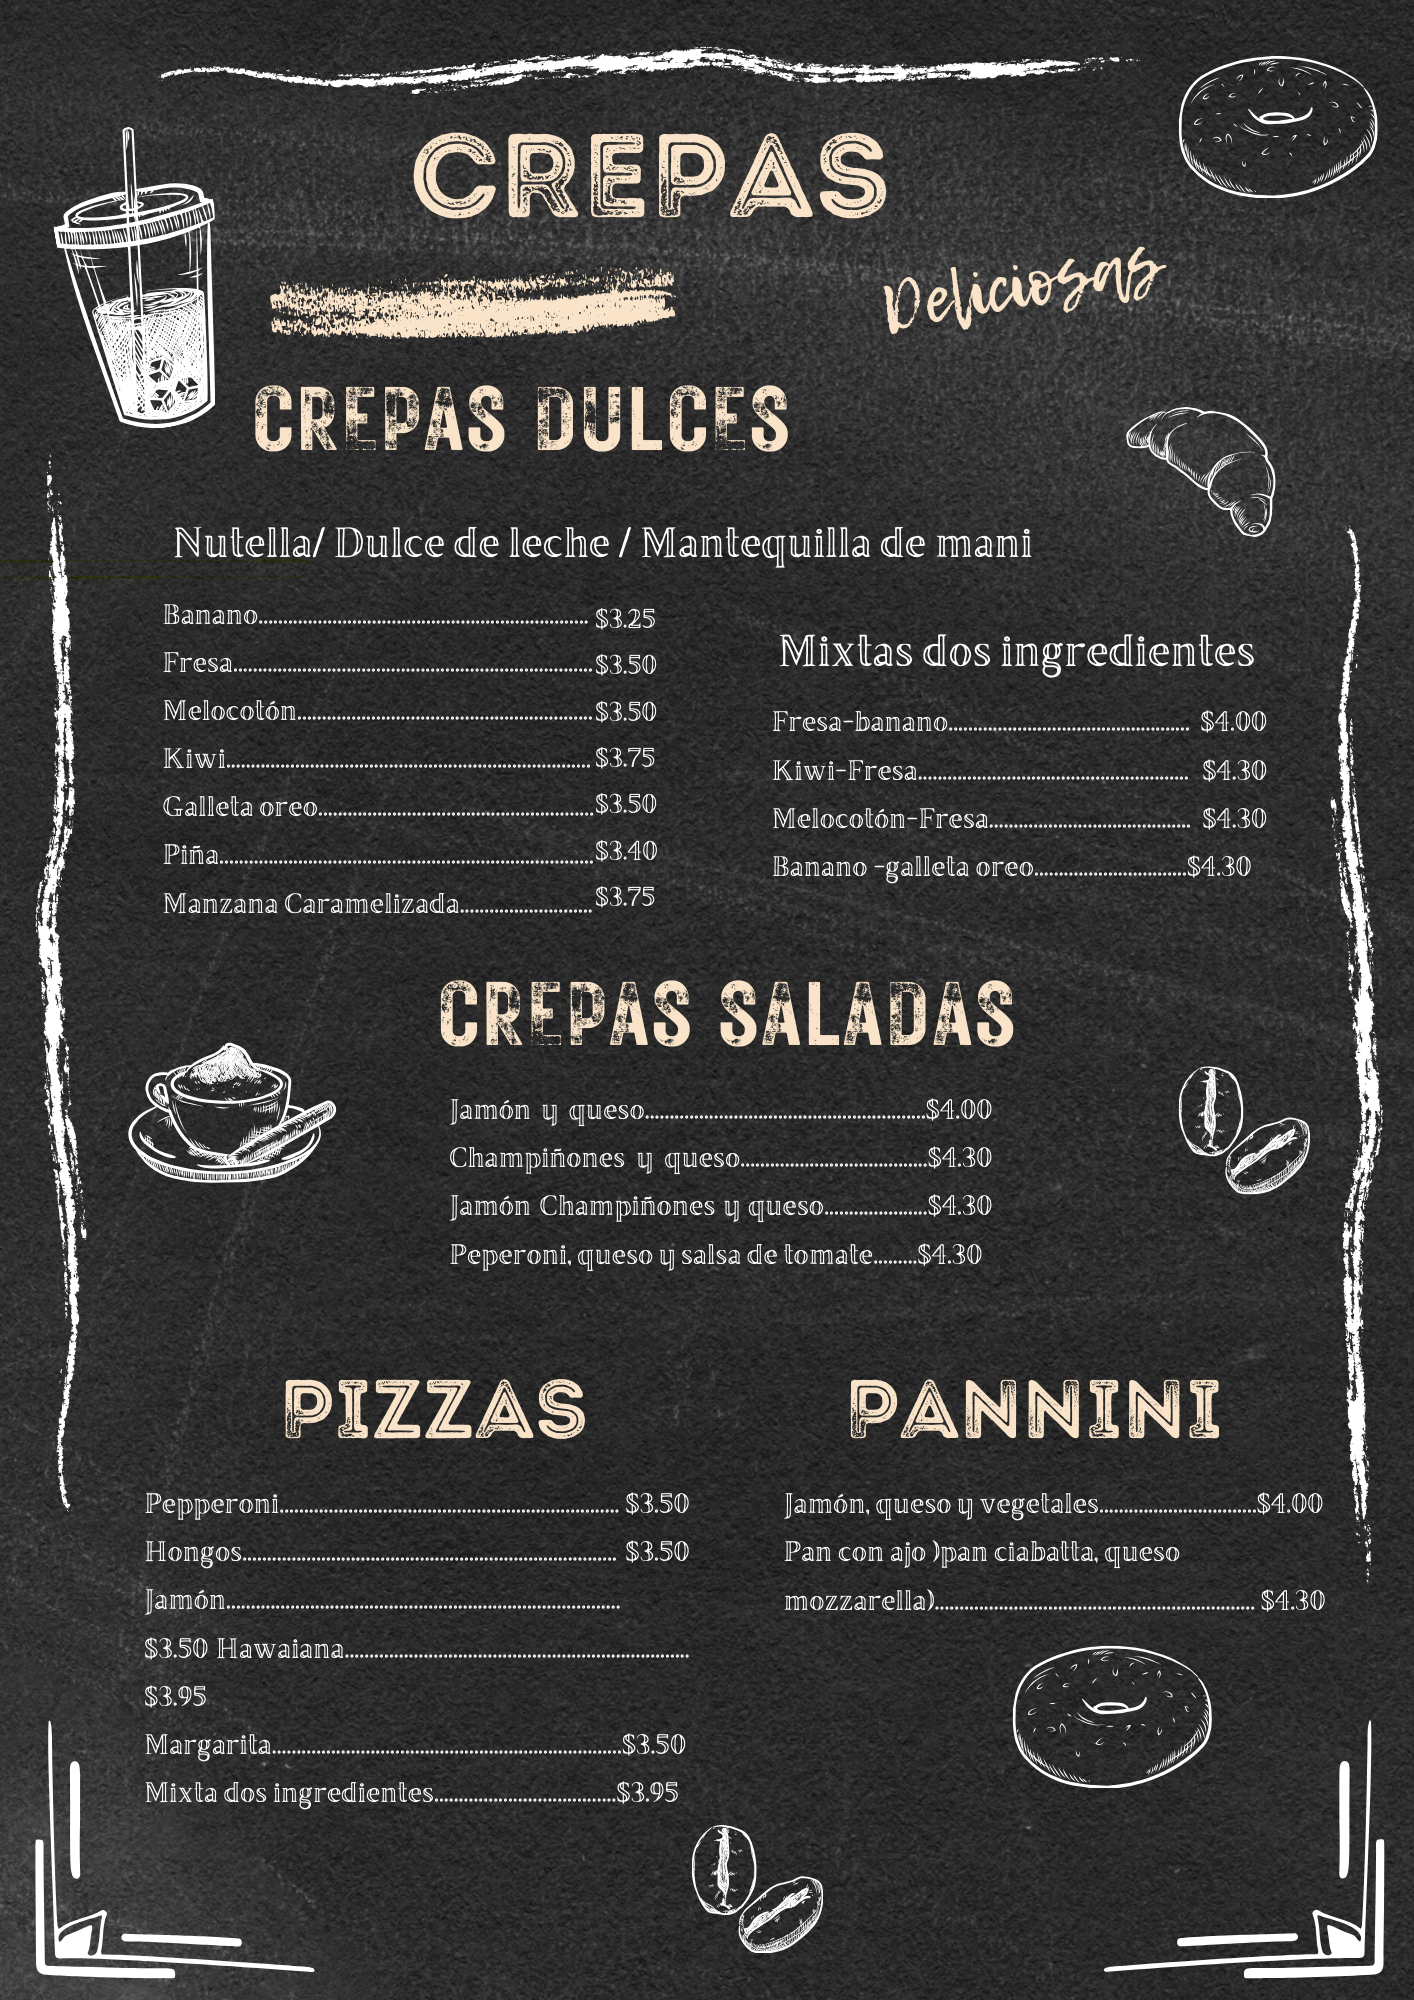 CREPAS
Deliciosas
CREPAS DULCES
Nutella/ Dulce de leche / Mantequilla de mani
Banano........................ $3.25
Fresa........................ $3.50
Melocotón........................ $3.50
Kiwi........................ $3.75
Galleta oreo........................ $3.50
Piña........................ $3.40
Manzana Caramelizada........................ $3.75
Mixtas dos ingredientes
Fresa-banano........................ $4.00
Kiwi-Fresa........................ $4.30
Melocotón-Fresa........................ $4.30
Banano -galleta oreo........................$4.30
CREPAS SALADAS
Jamón y queso........................$4.00
Champiñones y queso........................$4.30
Jamón Champiñones y queso........................$4.30
Peperoni, queso y salsa de tomate.........$4.30
PIZZAS
Pepperoni........................ $3.50
Hongos........................ $3.50
Jamón........................
$3.50 Hawaiana........................
$3.95
Margarita........................$3.50
Mixta dos ingredientes........................$3.95
PANNINI
Jamón, queso y vegetales........................$4.00
Pan con ajo )pan ciabatta, queso
mozzarella)........................ $4.30